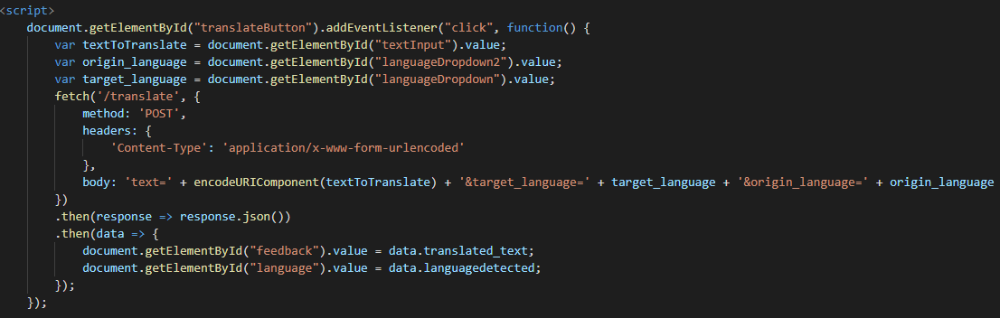 <script>
document.getElementById("translateButton").addEventListener("click", function() {
var textToTranslate = document.getElementById("textInput").value;
var origin_language = document.getElementById("languageDropdown2").value;
var target_language = document.getElementById("languageDropdown").value;
fetch('/translate', {
method: 'POST',
headers: {
'Content-Type': 'application/x-www-form-urlencoded'
},
body: 'text=' + encodeURIComponent(textToTranslate) + '&target_language=' + target_language + '&origin_language=' + origin_language
})
.then(response => response.json())
.then(data => {
document.getElementById("feedback").value = data.translated_text;
document.getElementById("language").value = data.languagedetected;
});
});